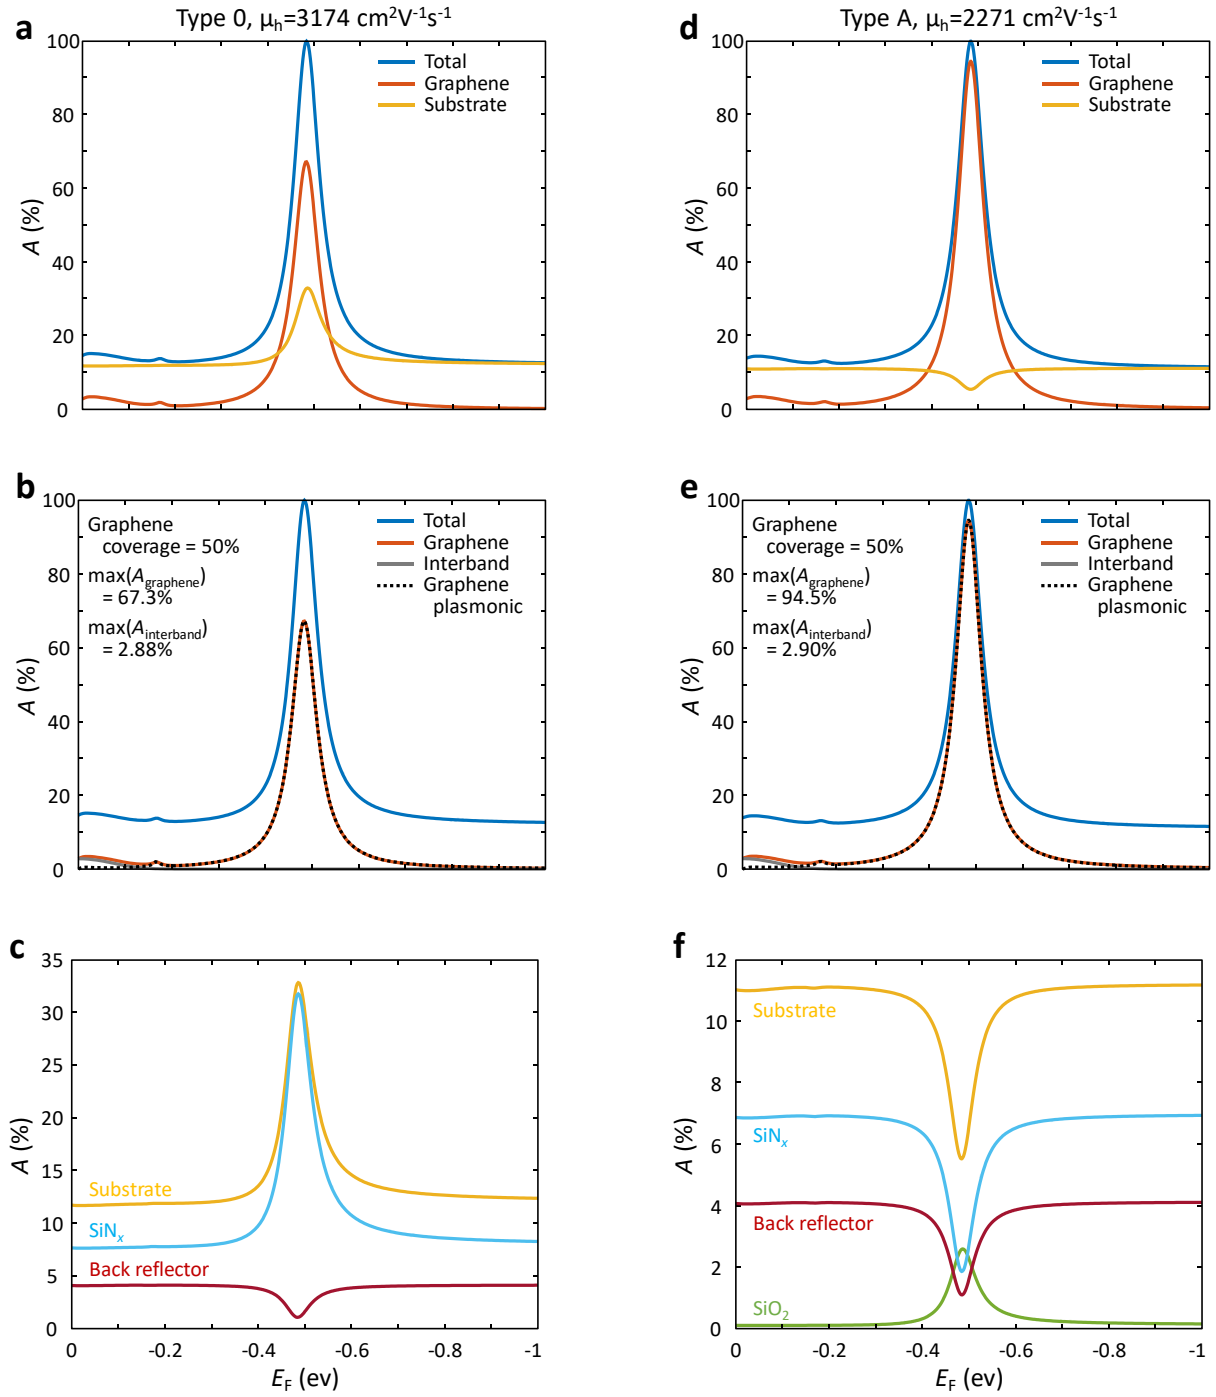 Type 0, μh=3174 cm²V⁻¹s⁻¹
a
100
80
60
40
20
0
A (%)
Total
Graphene
Substrate
Type A, μh=2271 cm²V⁻¹s⁻¹
d
100
80
60
40
20
0
A (%)
Total
Graphene
Substrate
b
100
80
60
40
20
0
A (%)
Graphene
coverage = 50%
max(Agraphene)
= 67.3%
max(Ainterband)
= 2.88%
Total
Graphene
Interband
Graphene
plasmonic
e
100
80
60
40
20
0
A (%)
Graphene
coverage = 50%
max(Agraphene)
= 94.5%
max(Ainterband)
= 2.90%
Total
Graphene
Interband
Graphene
plasmonic
c
35
30
25
20
15
10
5
0
A (%)
Substrate
SiNx
Back reflector
0 -0.2 -0.4 -0.6 -0.8 -1
EF (ev)
f
12
10
8
6
4
2
0
A (%)
Substrate
SiNx
Back reflector
SiO2
0 -0.2 -0.4 -0.6 -0.8 -1
EF (ev)